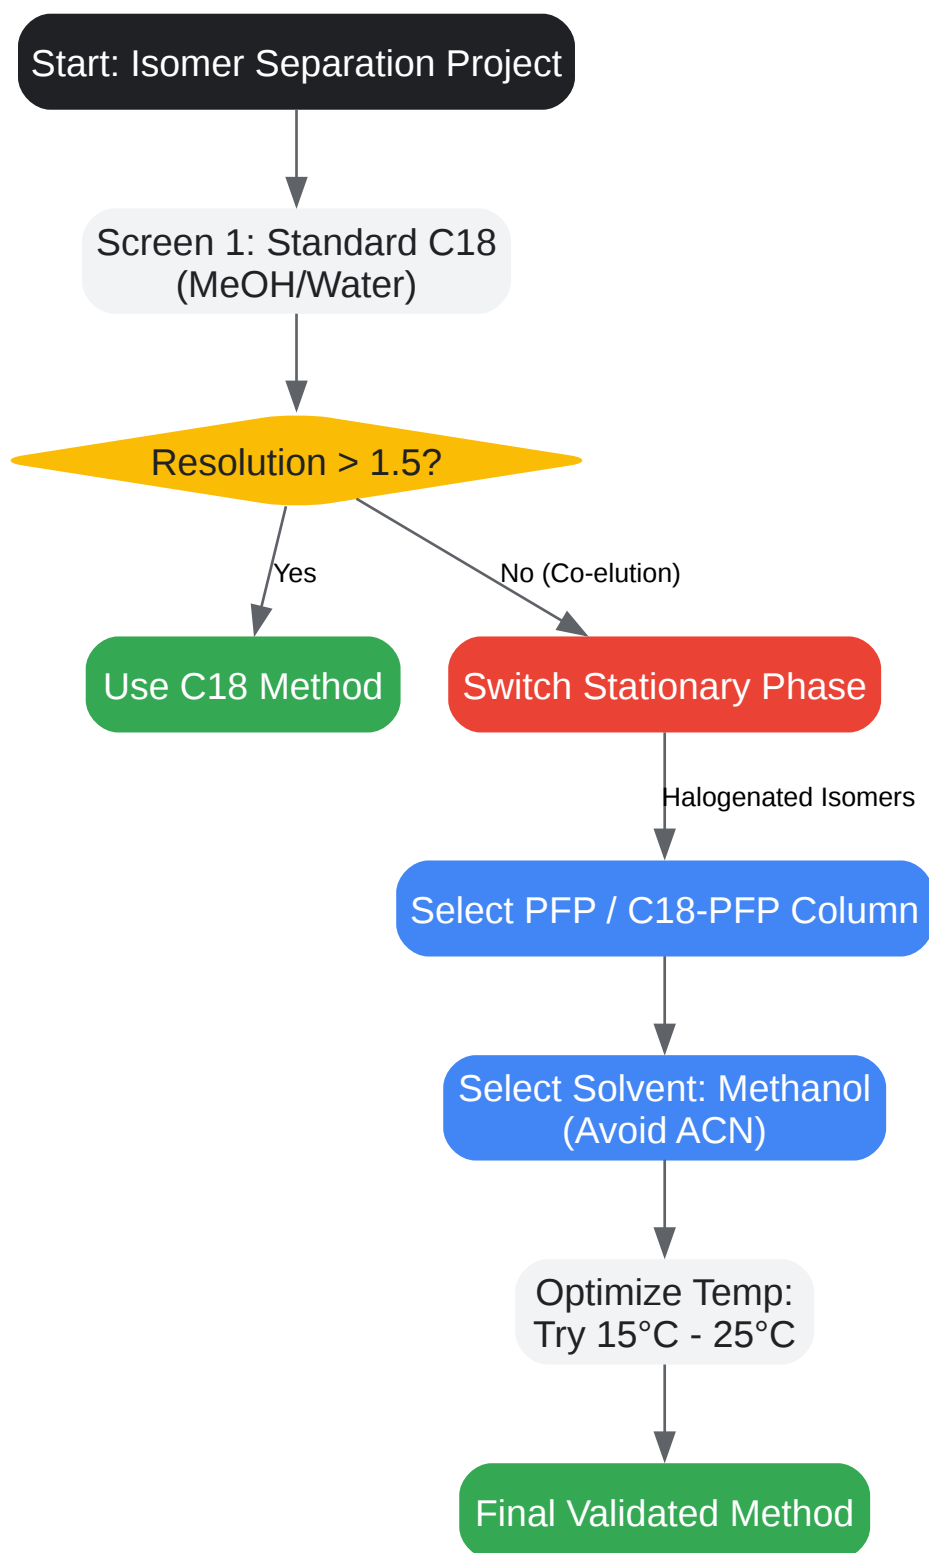 Start: Isomer Separation Project
Screen 1: Standard C18
(MeOH/Water)
Resolution > 1.5?
Yes
No (Co-elution)
Use C18 Method
Switch Stationary Phase
Halogenated Isomers
Select PFP / C18-PFP Column
Select Solvent: Methanol
(Avoid ACN)
Optimize Temp:
Try 15°C - 25°C
Final Validated Method